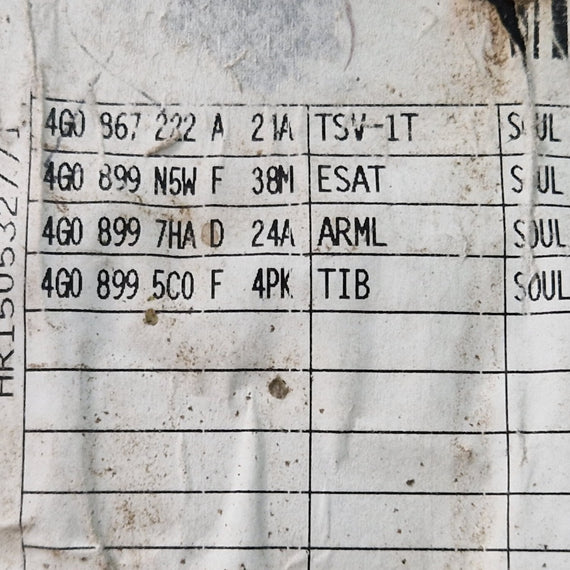 4G0 867 222 A 21A TSV-1T SOUL
4G0 899 N5W F 38M ESAT SOUL
4G0 899 7HA D 24A ARML SOUL
4G0 899 5C0 F 4PK TIB SOUL